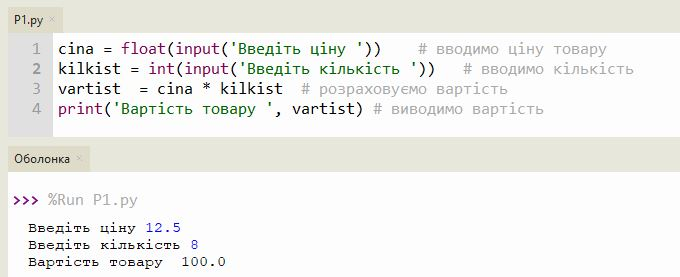 P1.py ×
1 cina = float(input('Введіть ціну '))    # вводимо ціну товару
2 kilkist = int(input('Введіть кількість '))   # вводимо кількість
3 vartist  = cina * kilkist  # розраховуємо вартість
4 print('Вартість товару ', vartist) # виводимо вартість
Оболонка ×
>>> %Run P1.py
Введіть ціну 12.5
Введіть кількість 8
Вартість товару  100.0